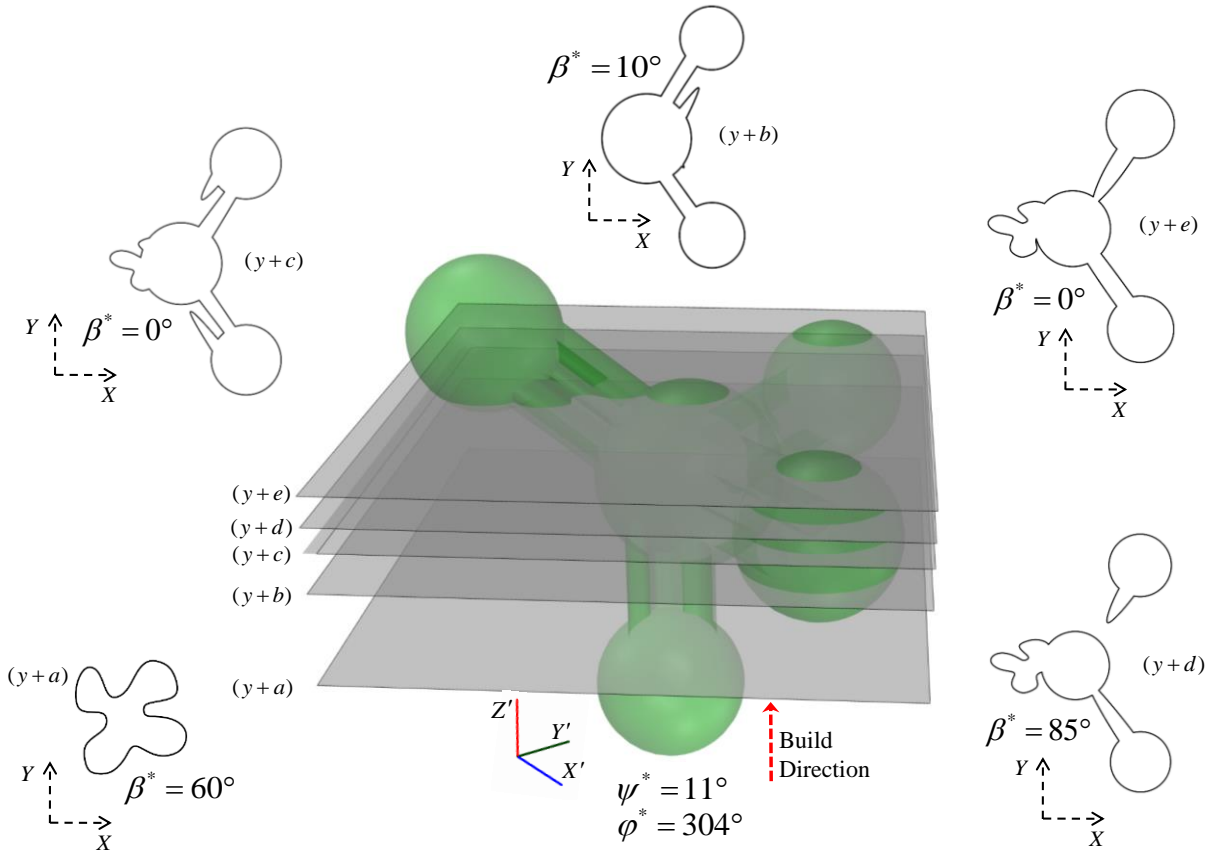 β* = 10°
(y + b)
Y
X
(y + c)
β* = 0°
Y
X
(y + e)
β* = 0°
Y
X
(y + e)
(y + d)
(y + c)
(y + b)
(y + a)
(y + a)
β* = 60°
Y
X
Z'
Y'
X'
ψ* = 11°
φ* = 304°
Build
Direction
(y + d)
β* = 85°
Y
X